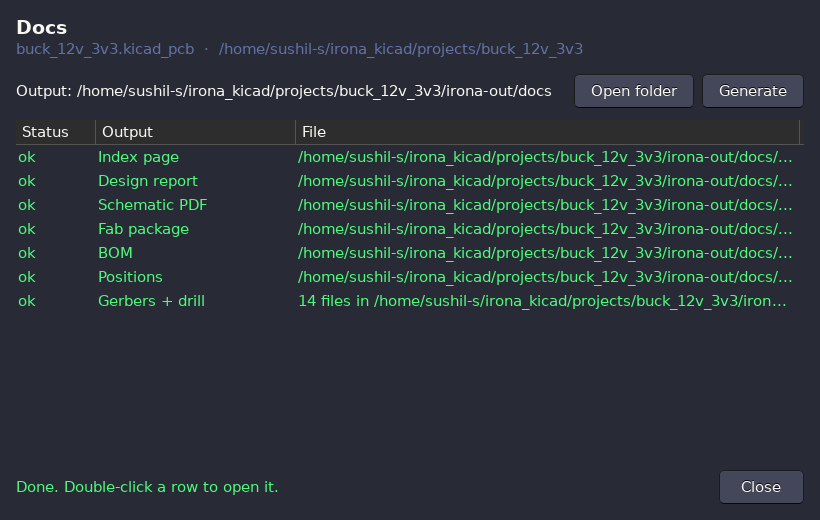 Docs
buck_12v_3v3.kicad_pcb · /home/sushil-s/irona_kicad/projects/buck_12v_3v3
Output: /home/sushil-s/irona_kicad/projects/buck_12v_3v3/irona-out/docs Open folder Generate
Status Output File
ok Index page /home/sushil-s/irona_kicad/projects/buck_12v_3v3/irona-out/docs/...
ok Design report /home/sushil-s/irona_kicad/projects/buck_12v_3v3/irona-out/docs/...
ok Schematic PDF /home/sushil-s/irona_kicad/projects/buck_12v_3v3/irona-out/docs/...
ok Fab package /home/sushil-s/irona_kicad/projects/buck_12v_3v3/irona-out/docs/...
ok BOM /home/sushil-s/irona_kicad/projects/buck_12v_3v3/irona-out/docs/...
ok Positions /home/sushil-s/irona_kicad/projects/buck_12v_3v3/irona-out/docs/...
ok Gerbers + drill 14 files in /home/sushil-s/irona_kicad/projects/buck_12v_3v3/iron...
Done. Double-click a row to open it. Close